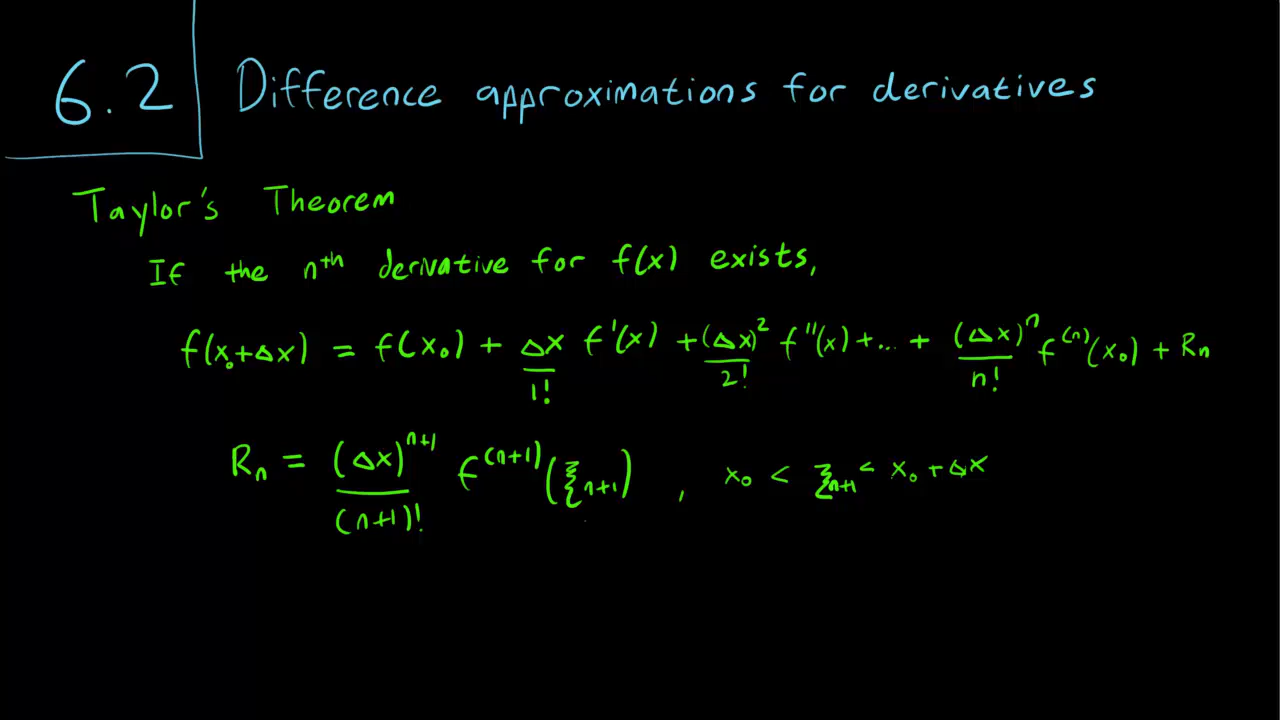 6.2 Difference approximations for derivatives
Taylor's Theorem
If the nᵗʰ derivative for f(x) exists,
f(x₀+Δx) = f(x₀) + Δx/1! f'(x) + (Δx)²/2! f''(x) + ... + (Δx)ⁿ/n! f⁽ⁿ⁾(x₀) + Rₙ
Rₙ = (Δx)ⁿ⁺¹/(n+1)! f⁽ⁿ⁺¹⁾(ξₙ₊₁) , x₀ < ξₙ₊₁ < x₀ + Δx